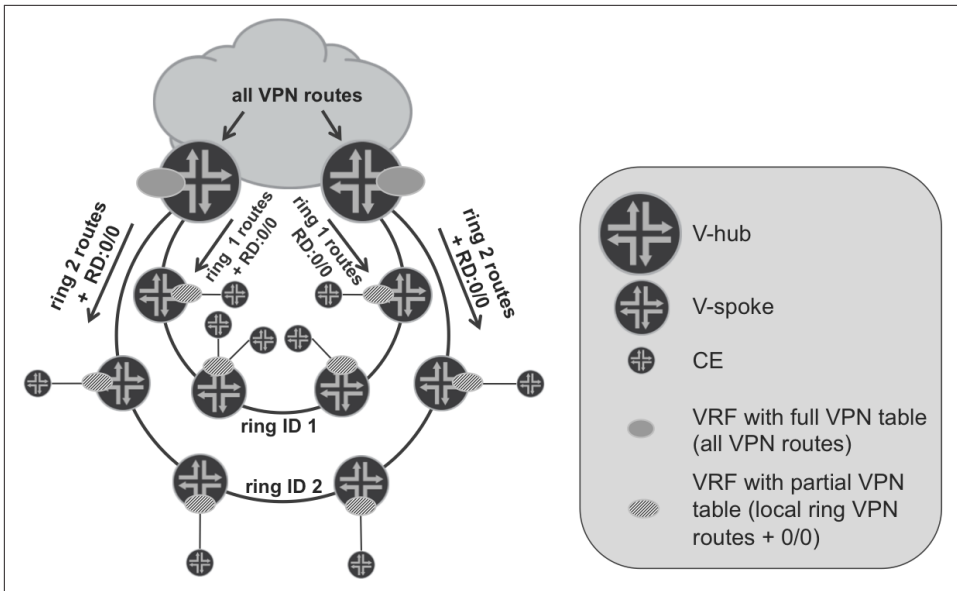 all VPN routes
ring 2 routes
+ RD:0/0
ring 1 routes
+ RD:0/0
ring 1 routes
RD:0/0
ring 2 routes
+ RD:0/0
ring ID 1
ring ID 2
V-hub
V-spoke
CE
VRF with full VPN table
(all VPN routes)
VRF with partial VPN
table (local ring VPN
routes + 0/0)